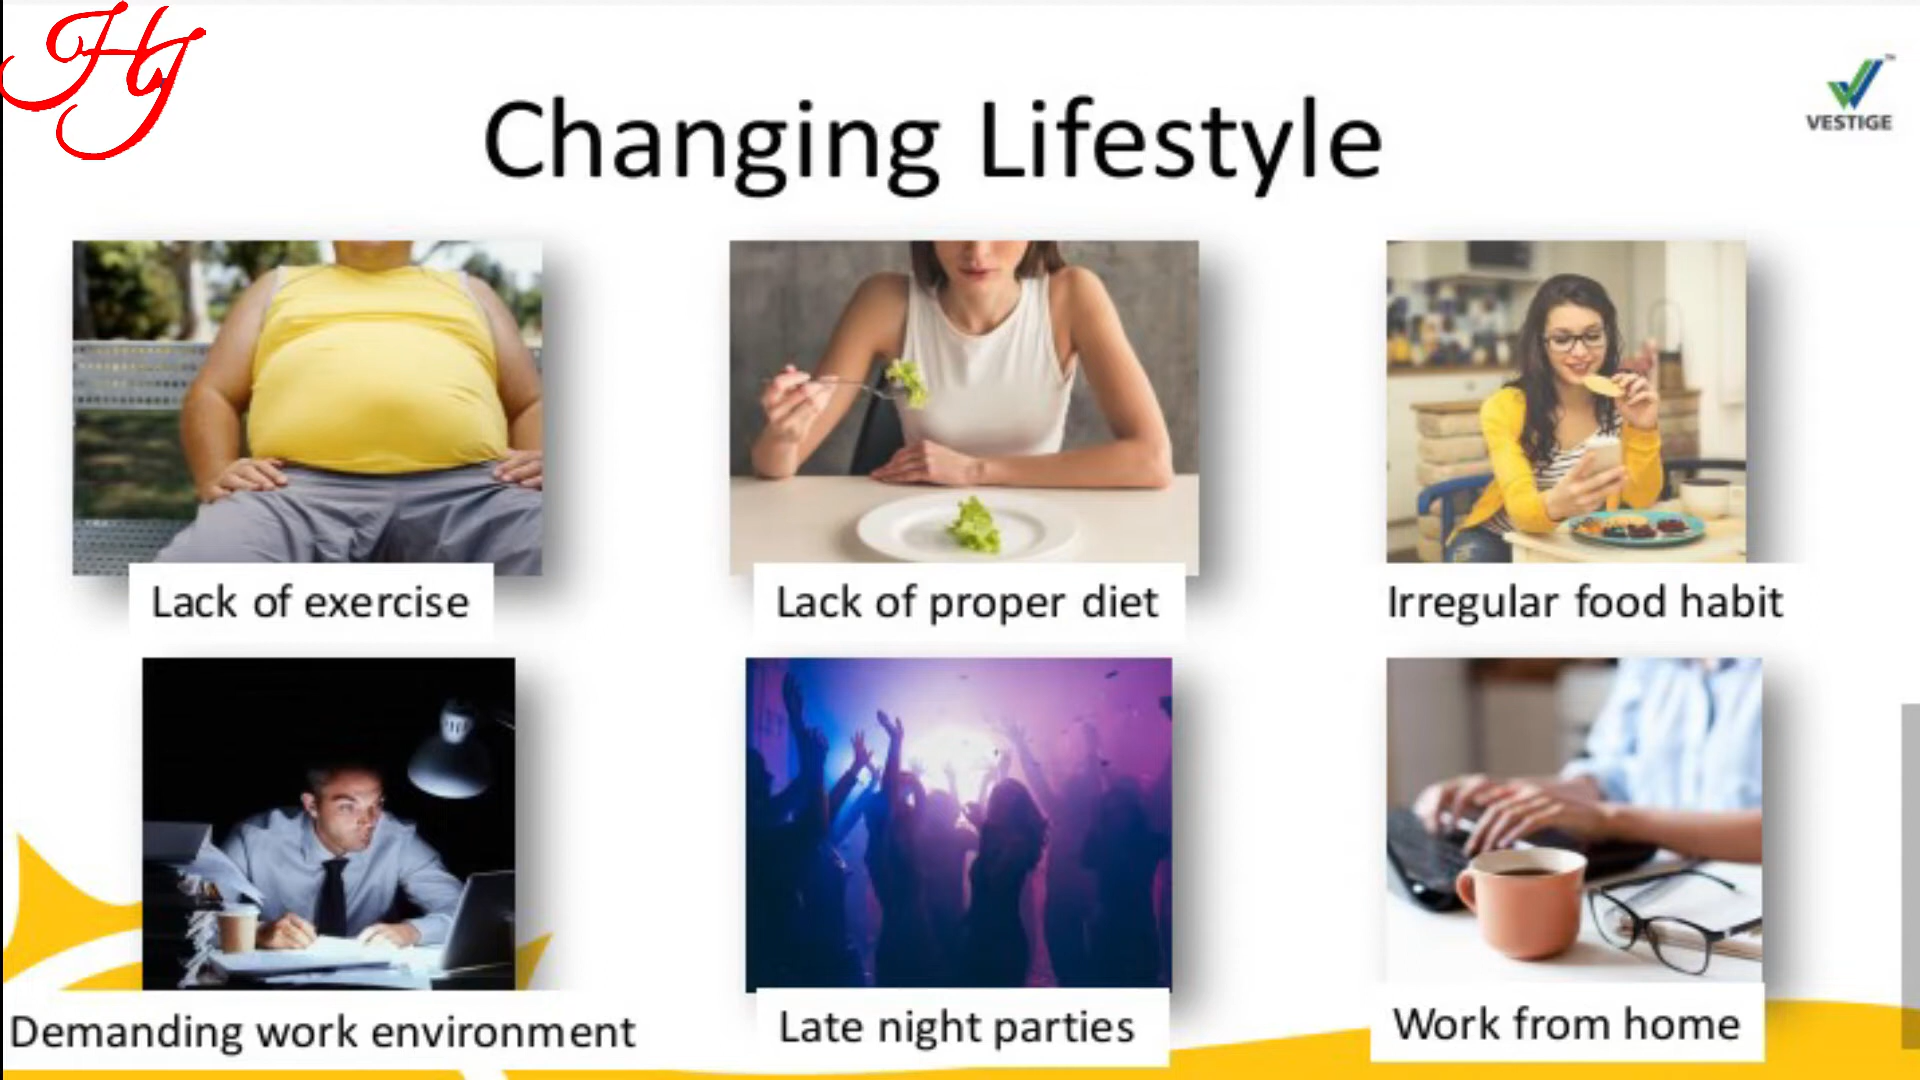 Hy
VESTIGE
Changing Lifestyle
Lack of exercise
Lack of proper diet
Irregular food habit
Demanding work environment
Late night parties
Work from home